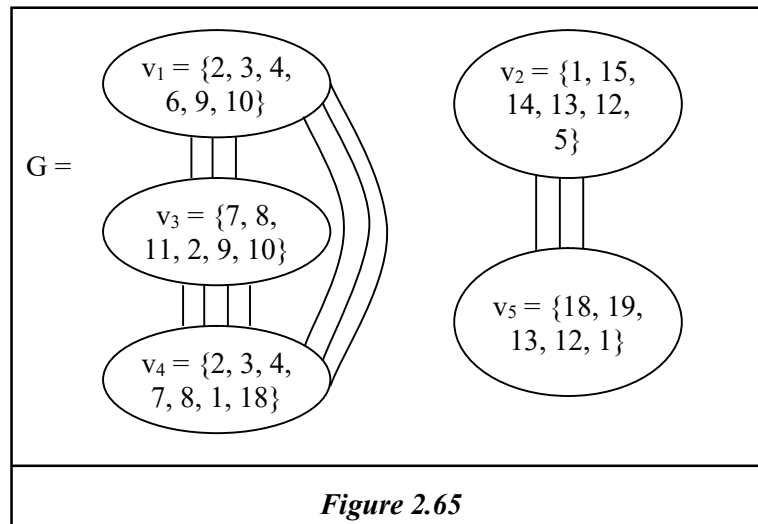 v₁ = {2, 3, 4,
6, 9, 10}
v₂ = {1, 15,
14, 13, 12,
5}
G =
v₃ = {7, 8,
11, 2, 9, 10}
v₄ = {2, 3, 4,
7, 8, 1, 18}
v₅ = {18, 19,
13, 12, 1}
Figure 2.65